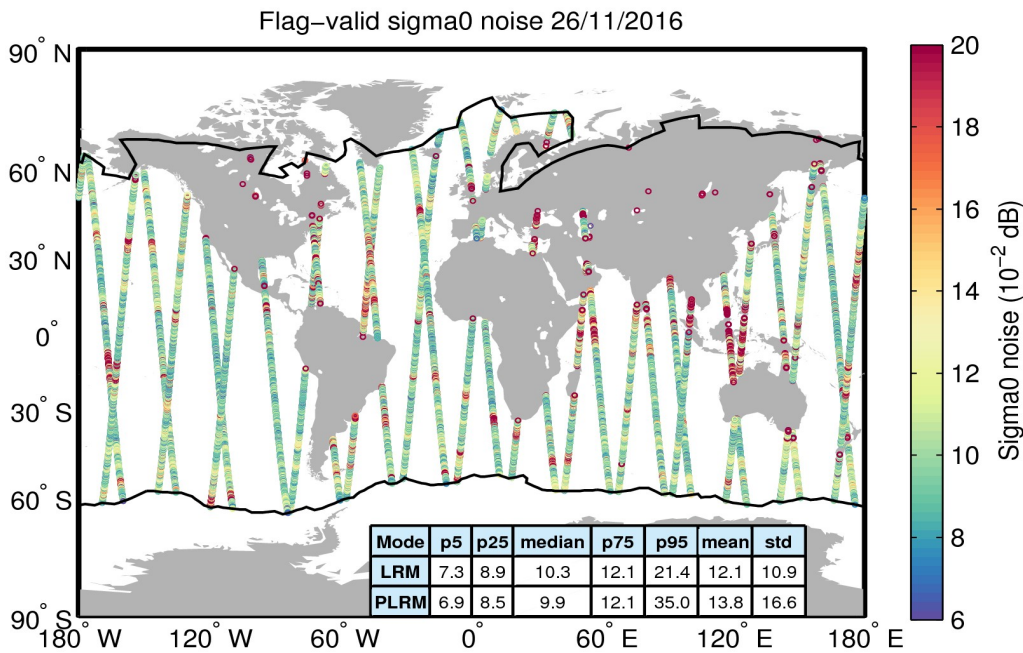 Flag−valid sigma0 noise 26/11/2016
90° N
60° N
30° N
0°
30° S
60° S
90° S
180° W
120° W
60° W
0°
60° E
120° E
180° E
20
18
16
14
12
10
8
6
Sigma0 noise (10⁻² dB)
Mode p5 p25 median p75 p95 mean std
LRM 7.3 8.9 10.3 12.1 21.4 12.1 10.9
PLRM 6.9 8.5 9.9 12.1 35.0 13.8 16.6